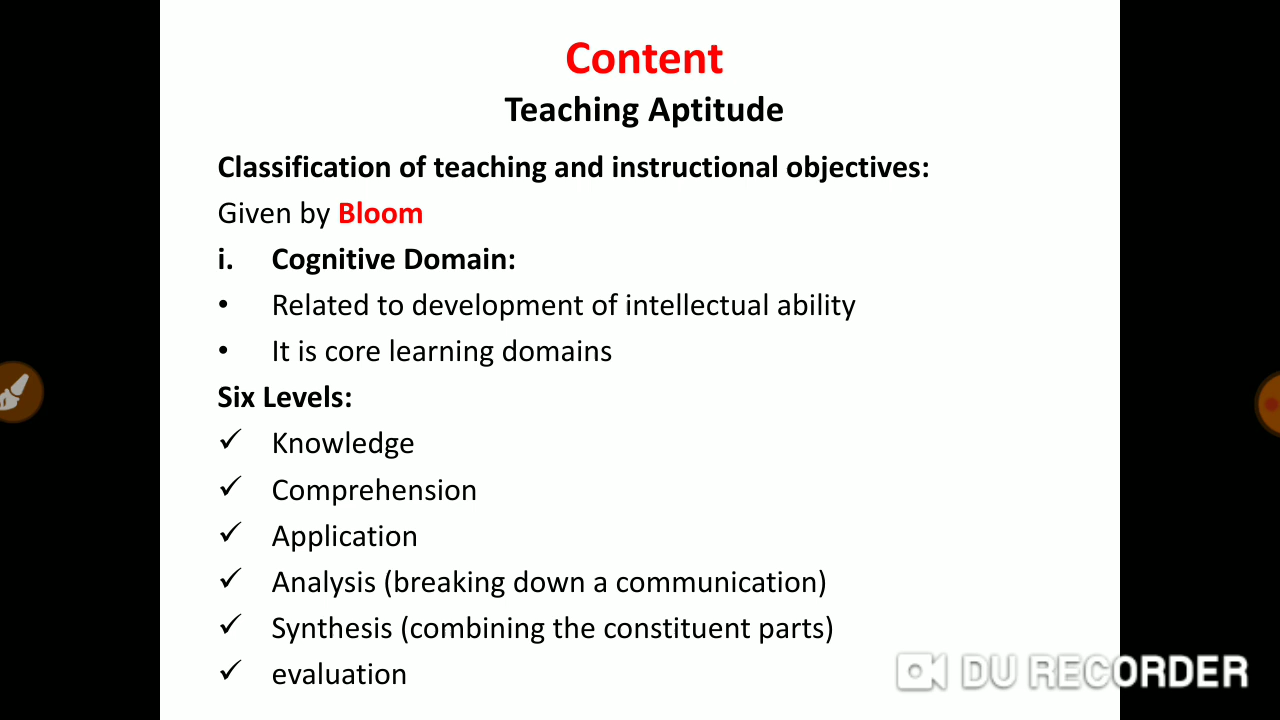 Content
Teaching Aptitude
Classification of teaching and instructional objectives:
Given by Bloom
i. Cognitive Domain:
• Related to development of intellectual ability
• It is core learning domains
Six Levels:
✓ Knowledge
✓ Comprehension
✓ Application
✓ Analysis (breaking down a communication)
✓ Synthesis (combining the constituent parts)
✓ evaluation
DU RECORDER